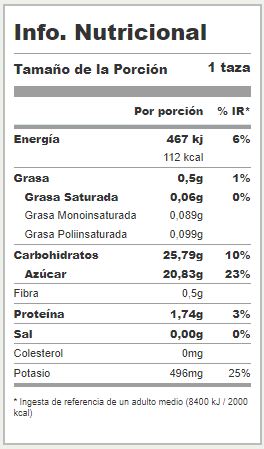 Info. Nutricional
Tamaño de la Porción 1 taza
Por porción % IR*
Energía 467 kj 6%
112 kcal
Grasa 0,5g 1%
Grasa Saturada 0,06g 0%
Grasa Monoinsaturada 0,089g
Grasa Poliinsaturada 0,099g
Carbohidratos 25,79g 10%
Azúcar 20,83g 23%
Fibra 0,5g
Proteína 1,74g 3%
Sal 0,00g 0%
Colesterol 0mg
Potasio 496mg 25%
* Ingesta de referencia de un adulto medio (8400 kJ / 2000
kcal)